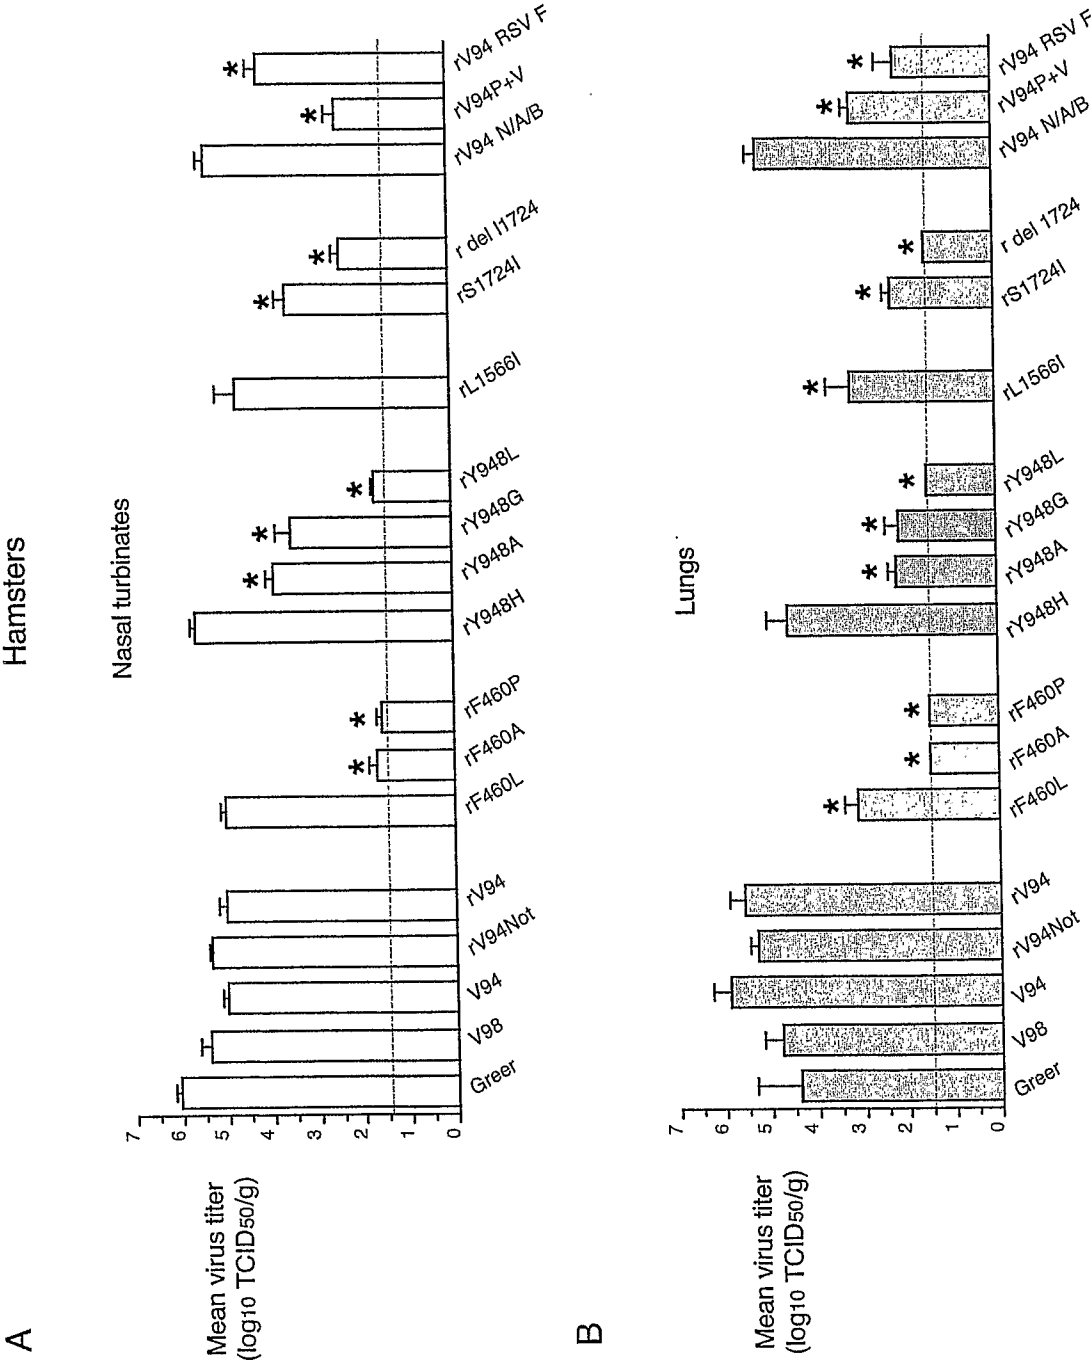 Hamsters
A
Nasal turbinates
Mean virus titer
(log10 TCID50/g)
7
6
5
4
3
2
1
0
* * * * * * * * *
Greer
V98
V94
rV94Not
rV94
rF460L
rF460A
rF460P
rY948H
rY948A
rY948G
rY948L
rL1566I
rS1724I
r del I1724
rV94 N/A/B
rV94P+V
rV94 RSV F
B
Lungs
Mean virus titer
(log10 TCID50/g)
7
6
5
4
3
2
1
0
* * * * * * * * * * *
Greer
V98
V94
rV94Not
rV94
rF460L
rF460A
rF460P
rY948H
rY948A
rY948G
rY948L
rL1566I
rS1724I
r del 1724
rV94 N/A/B
rV94P+V
rV94 RSV F